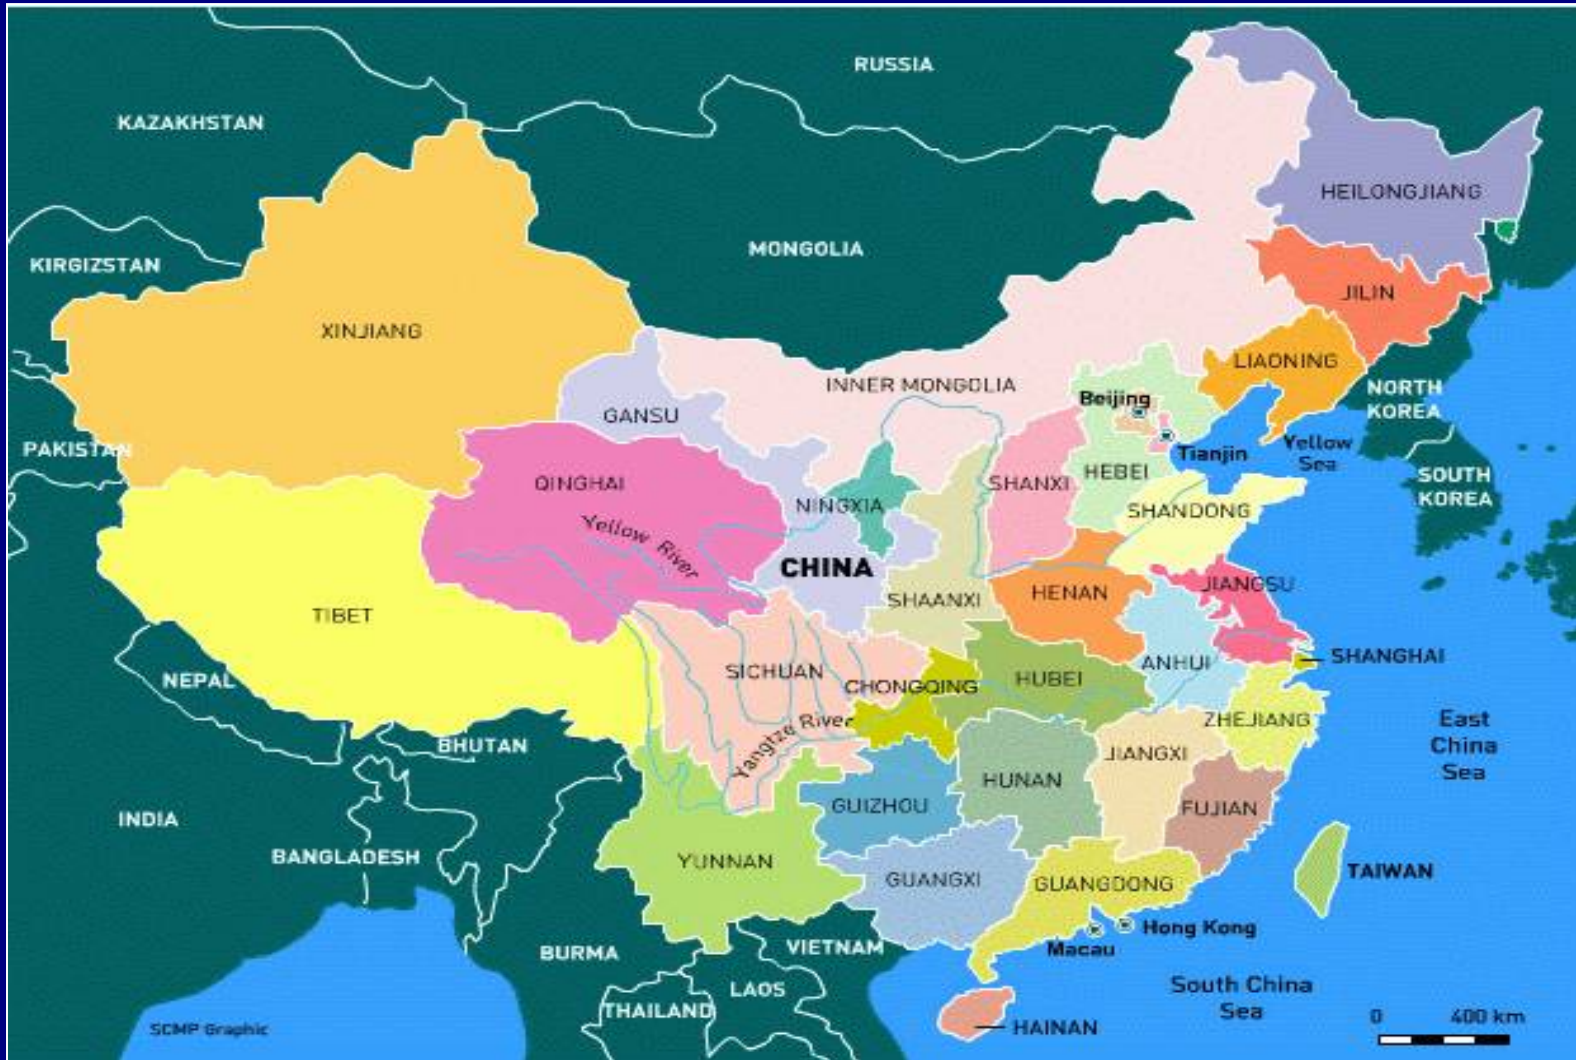 RUSSIA
KAZAKHSTAN
HEILONGJIANG
MONGOLIA
KIRGIZSTAN
JILIN
XINJIANG
LIAONING
INNER MONGOLIA
NORTH
KOREA
Beijing
GANSU
Yellow
Sea
PAKISTAN
Tianjin
HEBEI
SHANXI
QINGHAI
SOUTH
KOREA
NINGXIA
SHANDONG
Yellow River
CHINA
JIANGSU
HENAN
SHAANXI
TIBET
SHANGHAI
ANHUI
SICHUAN
HUBEI
NEPAL
CHONGQING
ZHEJIANG
East
China
Sea
Yangtze River
BHUTAN
JIANGXI
HUNAN
GUIZHOU
FUJIAN
INDIA
BANGLADESH
YUNNAN
TAIWAN
GUANGXI
GUANGDONG
Hong Kong
Macau
VIETNAM
BURMA
LAOS
South China
Sea
THAILAND
0 400 km
HAINAN
SCMP Graphic